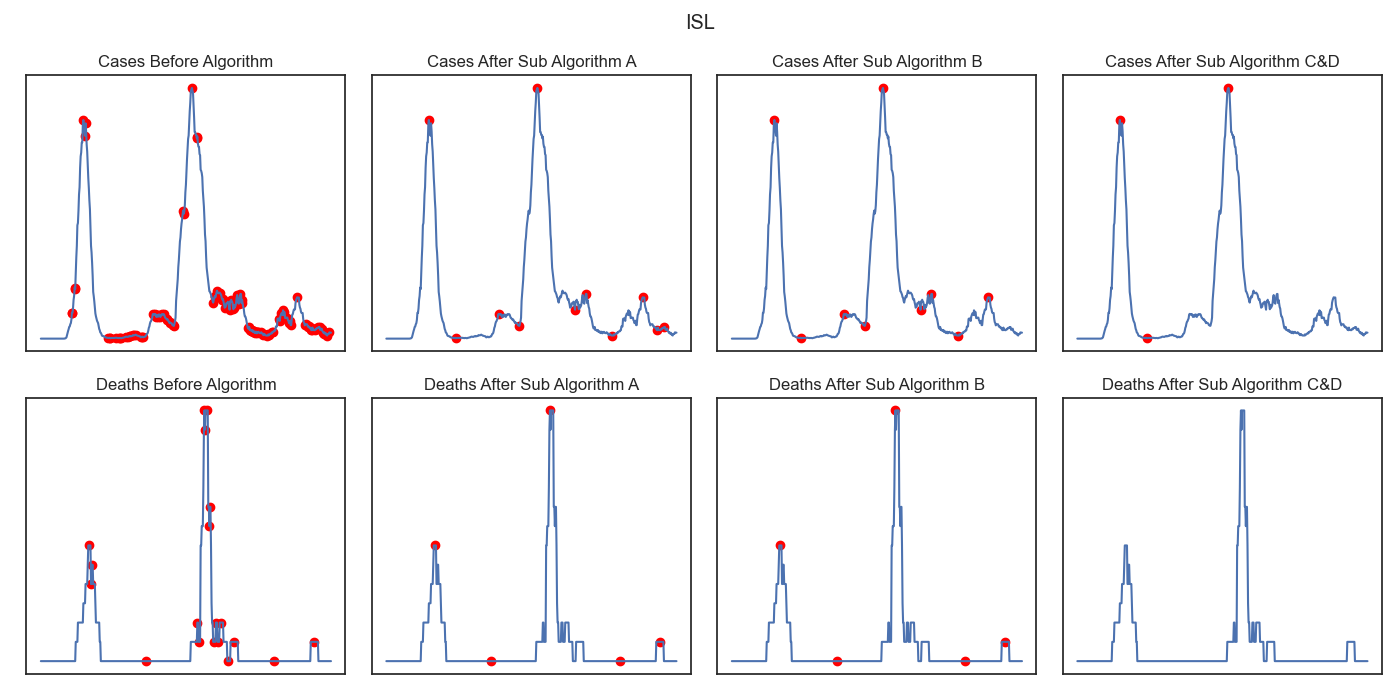 ISL
Cases Before Algorithm
Cases After Sub Algorithm A
Cases After Sub Algorithm B
Cases After Sub Algorithm C&D
Deaths Before Algorithm
Deaths After Sub Algorithm A
Deaths After Sub Algorithm B
Deaths After Sub Algorithm C&D